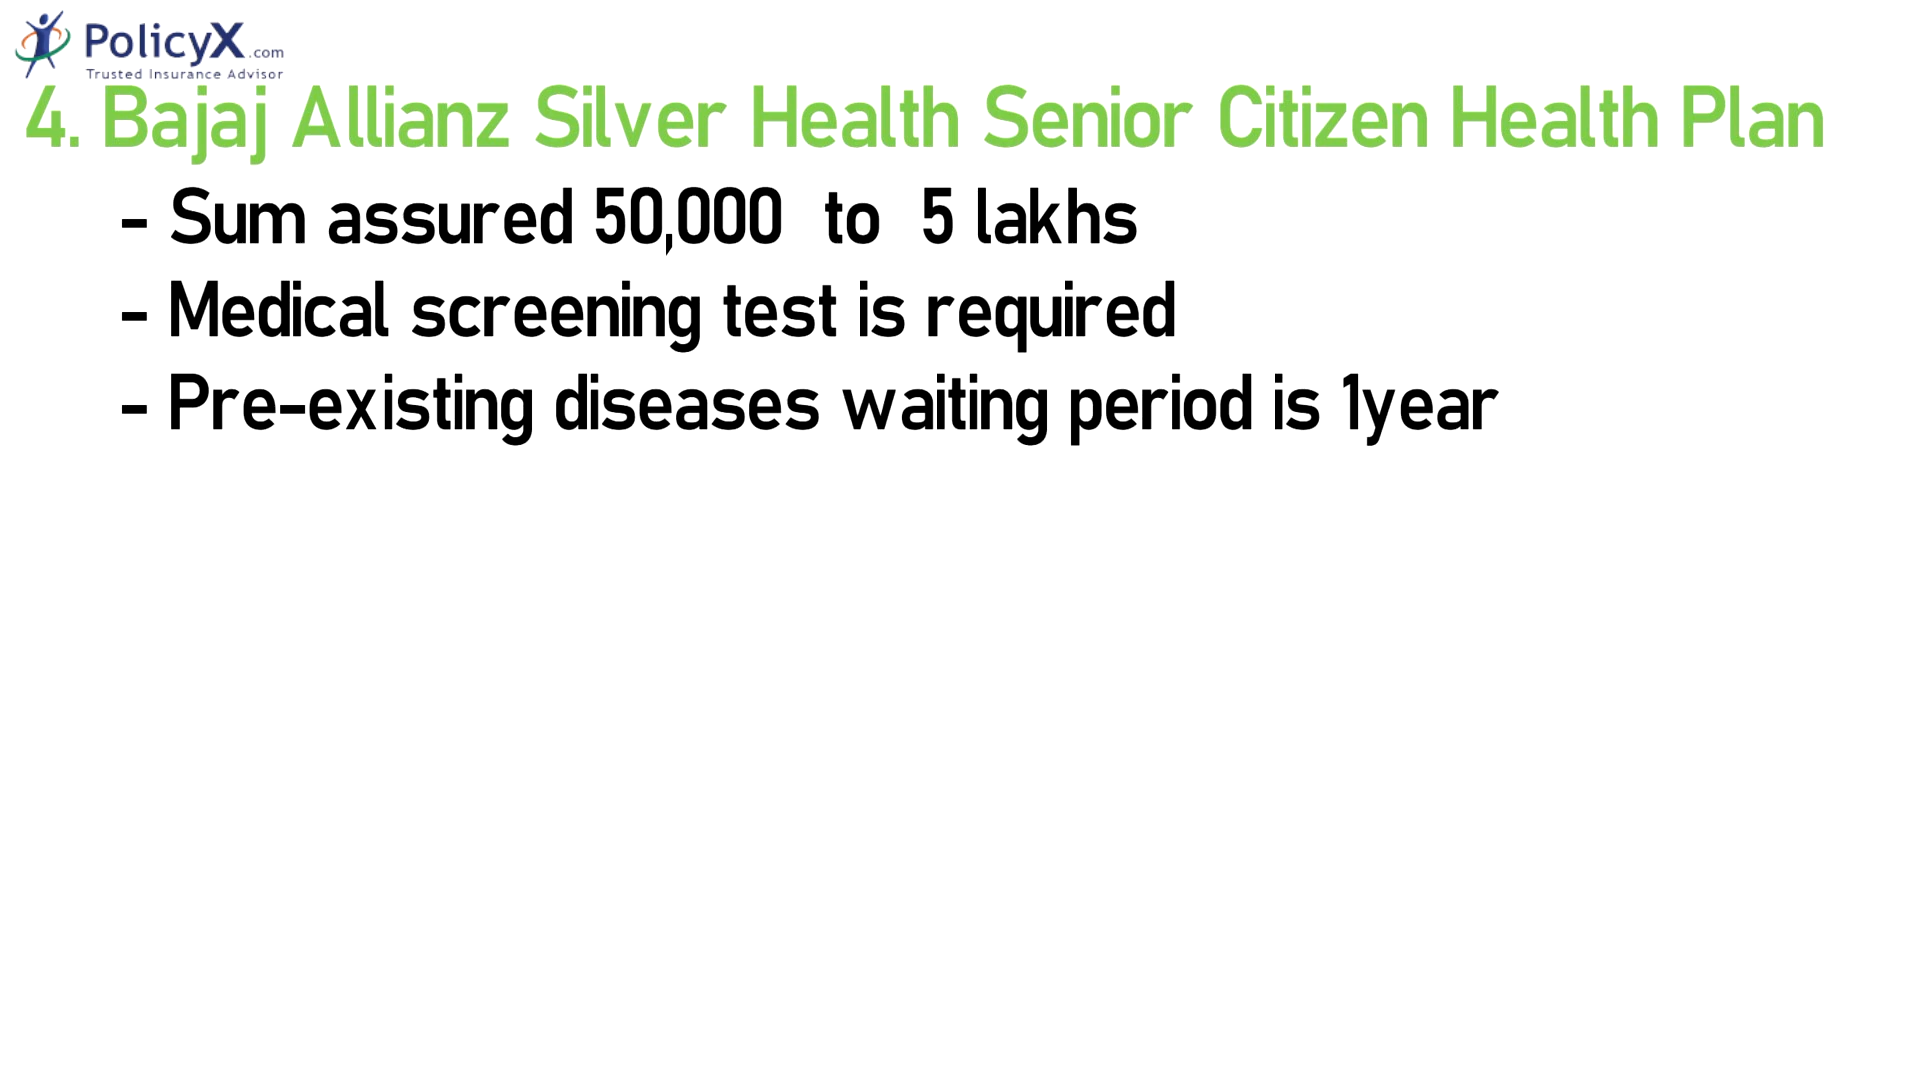 PolicyX.com
Trusted Insurance Advisor
4. Bajaj Allianz Silver Health Senior Citizen Health Plan
- Sum assured 50,000 to 5 lakhs
- Medical screening test is required
- Pre-existing diseases waiting period is 1year